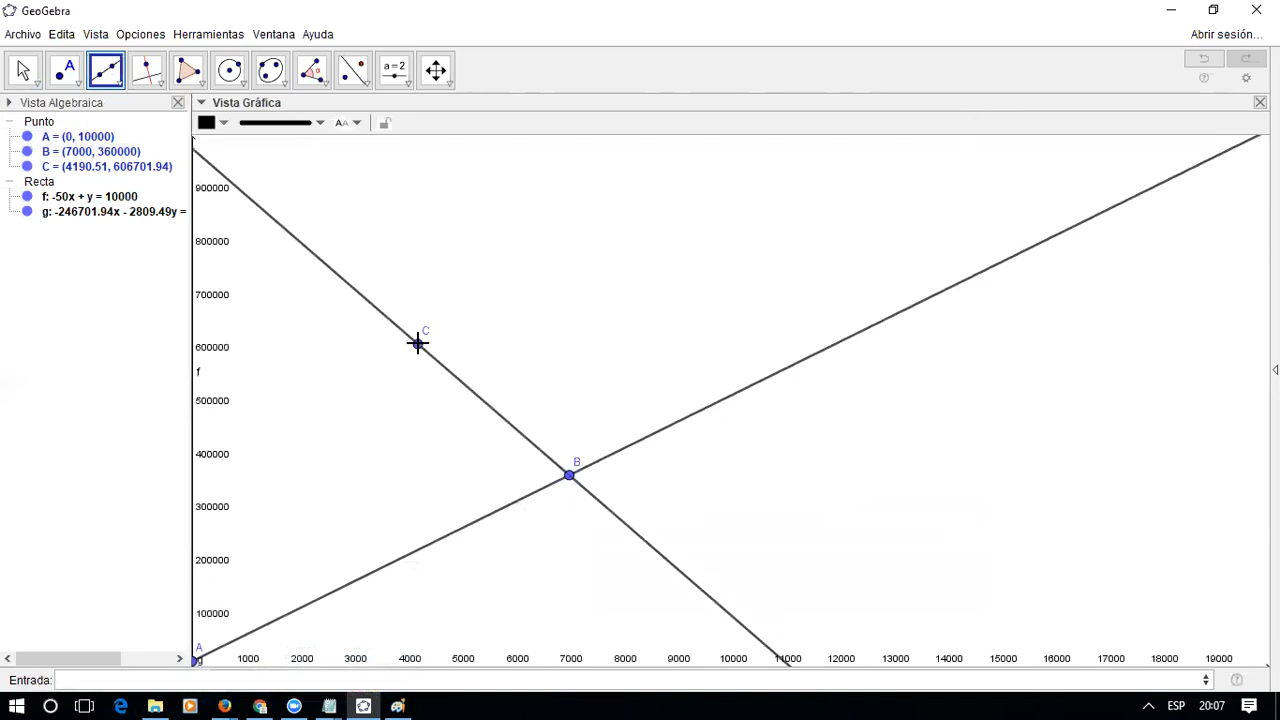 GeoGebra
Archivo Edita Vista Opciones Herramientas Ventana Ayuda
Abrir sesión...
A
α
a = 2
Vista Algebraica
Vista Gráfica
AA
Punto
A = (0, 10000)
B = (7000, 360000)
C = (4190.51, 606701.94)
Recta
f: -50x + y = 10000
g: -246701.94x - 2809.49y =
900000
800000
700000
C
600000
f
500000
B
400000
300000
200000
100000
A
g 1000 2000 3000 4000 5000 6000 7000 8000 9000 10000 11000 12000 13000 14000 15000 16000 17000 18000 19000
Entrada:
ESP 20:07